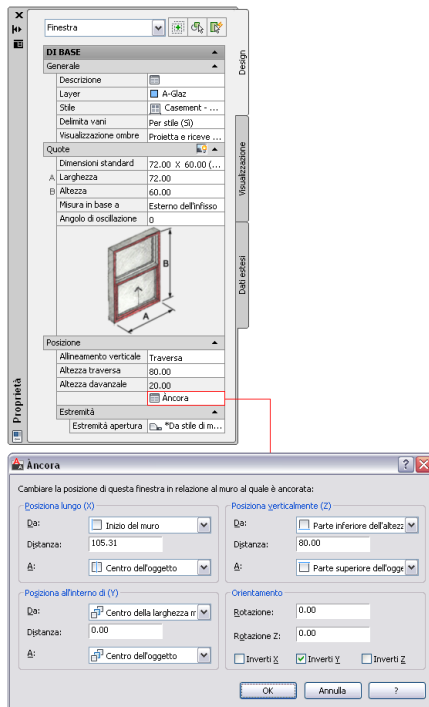 Finestra
DI BASE
Generale
Descrizione
Layer A-Glaz
Stile Casement - ...
Delimita vani Per stile (Sì)
Visualizzazione ombre Proietta e riceve ...
Quote
Dimensioni standard 72.00 X 60.00 (...
A Larghezza 72.00
B Altezza 60.00
Misura in base a Esterno dell'infisso
Angolo di oscillazione 0
B
A
Posizione
Allineamento verticale Traversa
Altezza traversa 80.00
Altezza davanzale 20.00
Àncora
Estremità
Estremità apertura *Da stile di m...
Design
Visualizzazione
Dati estesi
Proprietà
Àncora
Cambiare la posizione di questa finestra in relazione al muro al quale è ancorata:
Posiziona lungo (X)
Da: Inizio del muro
Distanza: 105.31
A: Centro dell'oggetto
Posiziona verticalmente (Z)
Da: Parte inferiore dell'altezz
Distanza: 80.00
A: Parte superiore dell'ogge
Posiziona all'interno di (Y)
Da: Centro della larghezza m
Distanza: 0.00
A: Centro dell'oggetto
Orientamento
Rotazione: 0.00
Rotazione Z: 0.00
Inverti X Inverti Y Inverti Z
OK Annulla ?